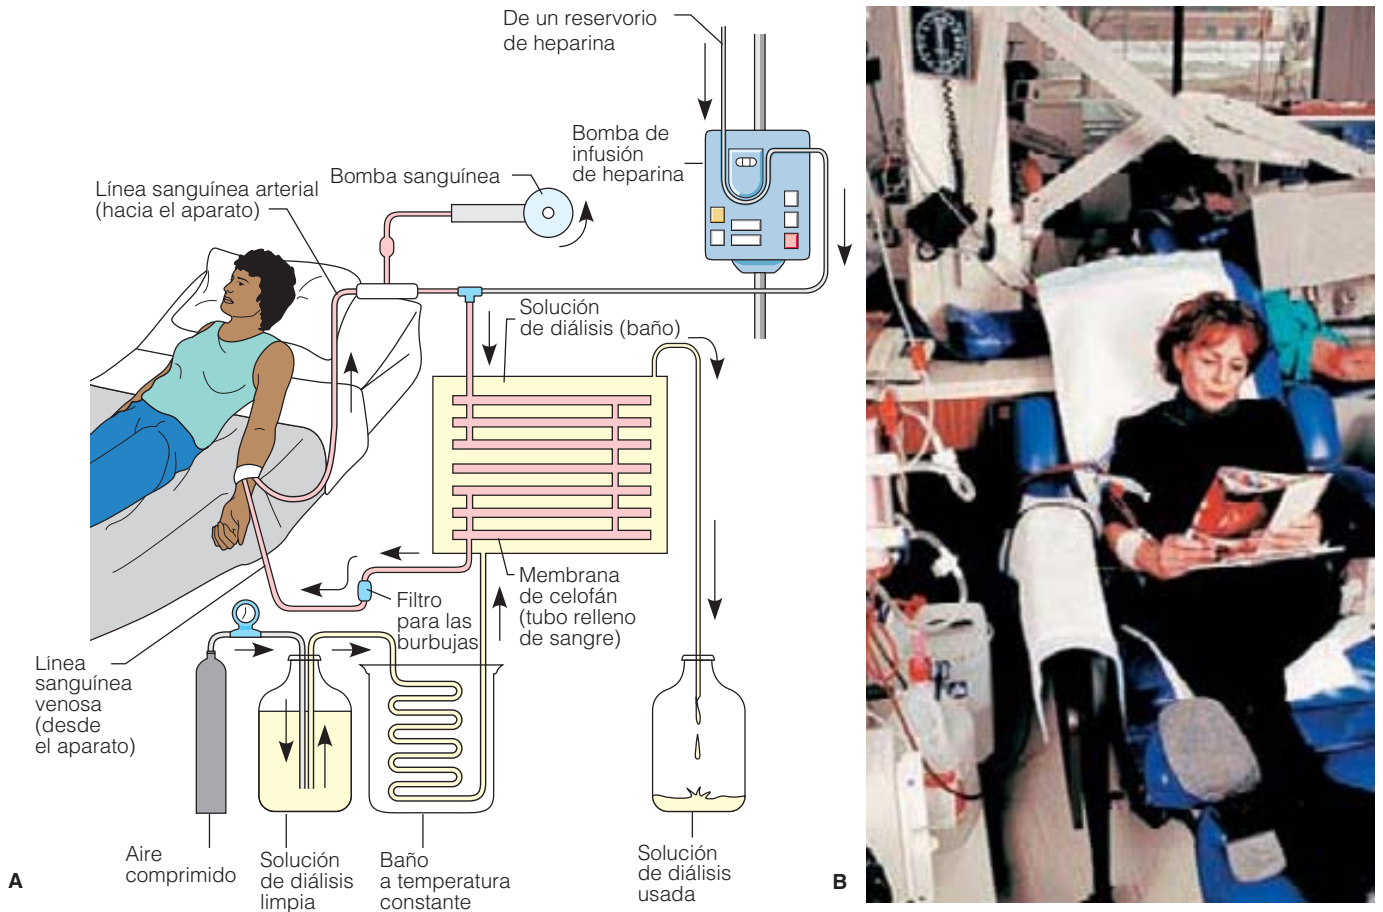 De un reservorio
de heparina
Bomba de
infusión
de heparina
Bomba sanguínea
Línea sanguínea arterial
(hacia el aparato)
Solución
de diálisis (baño)
Membrana
de celofán
(tubo relleno
de sangre)
Filtro
para las
burbujas
Línea
sanguínea
venosa
(desde
el aparato)
Aire
comprimido
Solución
de diálisis
limpia
Baño
a temperatura
constante
Solución
de diálisis
usada
A
B